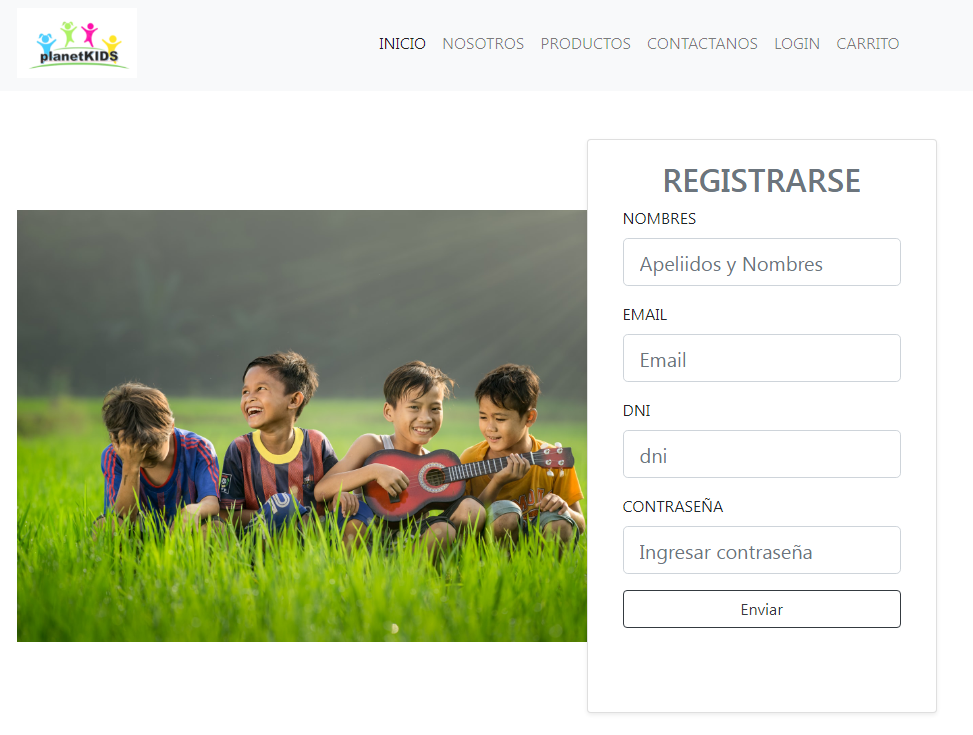 planetKIDS
INICIO NOSOTROS PRODUCTOS CONTACTANOS LOGIN CARRITO
REGISTRARSE
NOMBRES
Apeliidos y Nombres
EMAIL
Email
DNI
dni
CONTRASEÑA
Ingresar contraseña
Enviar
10